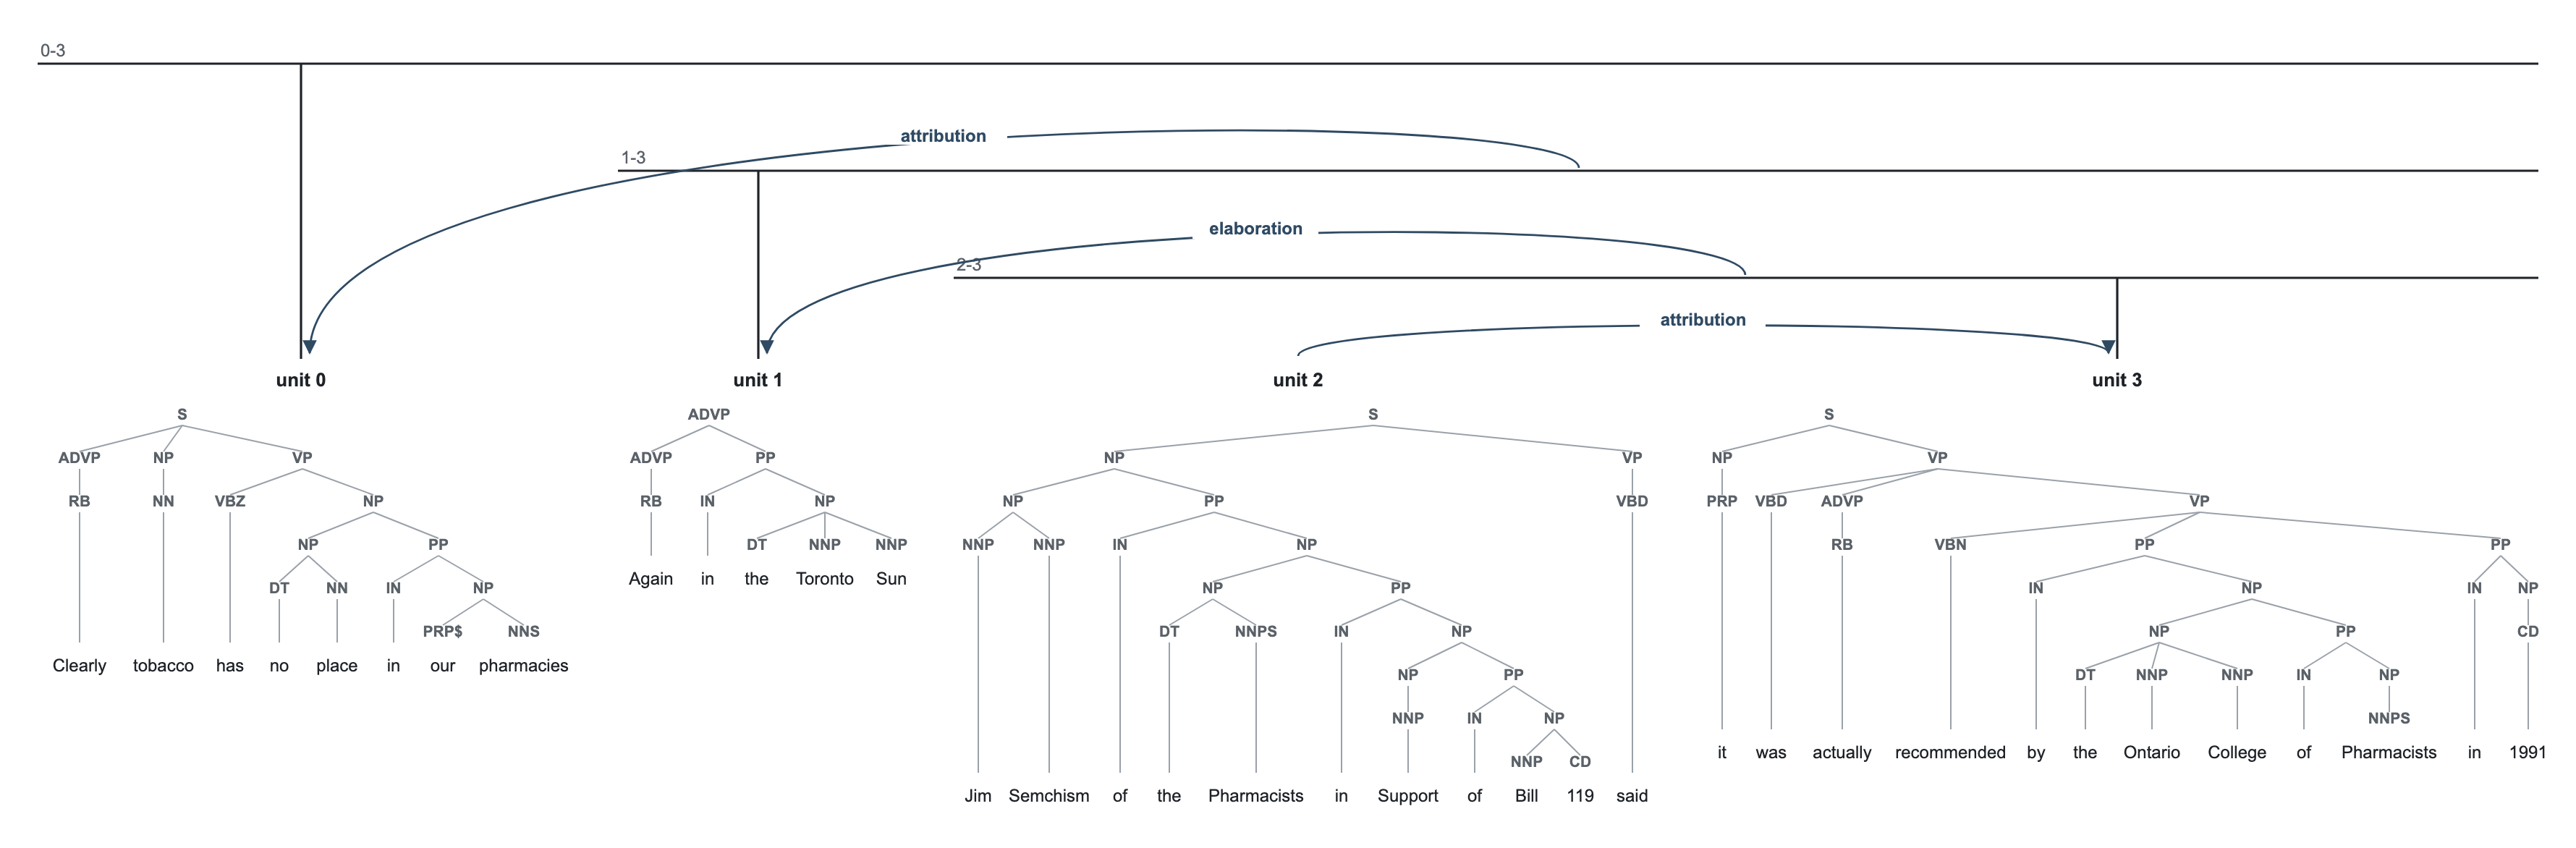 0-3
attribution
1-3
elaboration
2-3
attribution
unit 0 unit 1 unit 2 unit 3
S ADVP S S
ADVP NP VP ADVP PP NP VP NP VP
RB NN VBZ NP RB IN NP NP PP VBD PRP VBD ADVP VP
NP PP DT NNP NNP NNP NNP IN NP RB VBN PP PP
Again in the Toronto Sun
DT NN IN NP NP PP IN NP IN NP
PRP$ NNS DT NNPS IN NP NP PP CD
Clearly tobacco has no place in our pharmacies
NP PP DT NNP NNP IN NP
NNP IN NP NNPS
it was actually recommended by the Ontario College of Pharmacists in 1991
NNP CD
Jim Semchism of the Pharmacists in Support of Bill 119 said